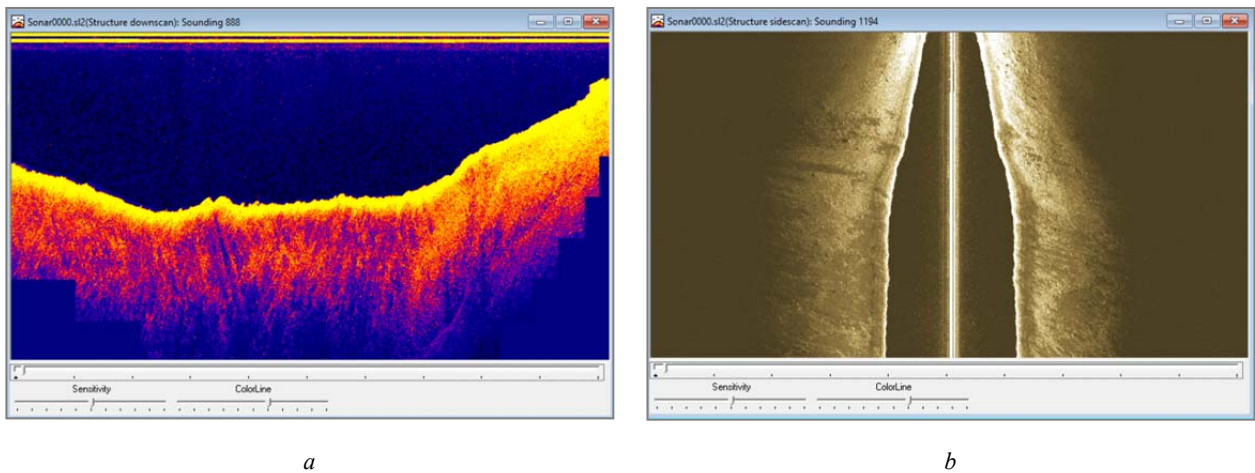 Sonar0000.sl2(Structure downscan): Sounding 888
Sensitivity
ColorLine
a
Sonar0000.sl2(Structure sidescan): Sounding 1194
Sensitivity
ColorLine
b